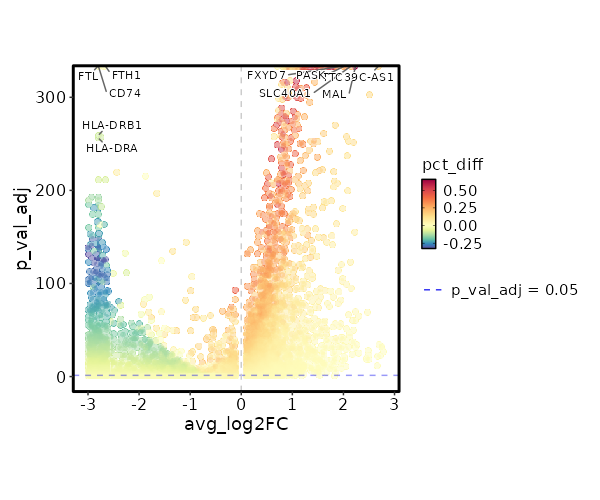 FTL
FTH1
CD74
HLA-DRB1
HLA-DRA
FXYD7
PASK
TTC39C-AS1
SLC40A1
MAL
300
200
100
0
-3
-2
-1
0
1
2
3
p_val_adj
avg_log2FC
pct_diff
0.50
0.25
0.00
-0.25
p_val_adj = 0.05